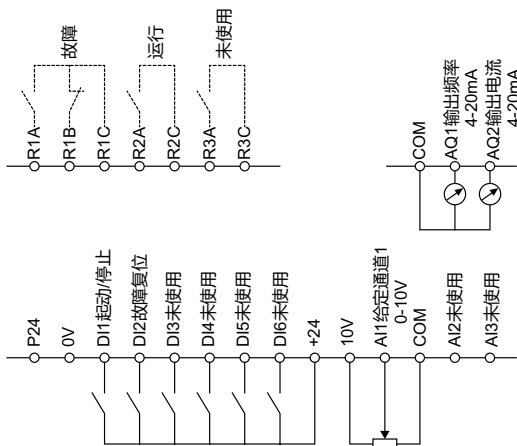 故障
运行
未使用
R1A
R1B
R1C
R2A
R2C
R3A
R3C
COM
AQ1输出频率
4-20mA
AQ2输出电流
4-20mA
P24
0V
DI1起动/停止
DI2故障复位
DI3未使用
DI4未使用
DI5未使用
DI6未使用
+24
10V
AI1给定通道1
0-10V
COM
AI2未使用
AI3未使用